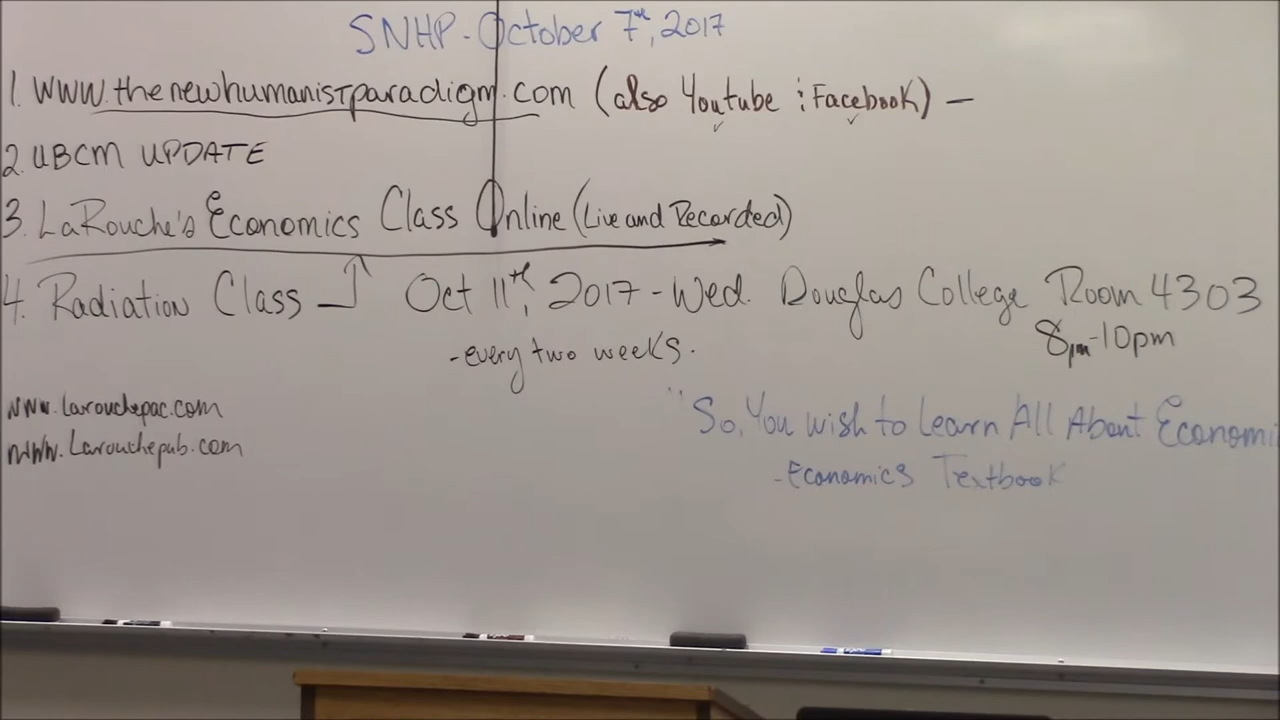 SNHP - October 7th, 2017
1. www.thenewhumanistparadigm.com (also Youtube & Facebook) —
2. UBCM UPDATE
3. LaRouche's Economics Class Online (Live and Recorded)
4. Radiation Class — Oct 11th, 2017 - Wed. Douglas College Room 4303
8pm-10pm
- every two weeks.
www.larouchepac.com
www.Larouchepub.com
"So, You wish to Learn All About Economi
- Economics Textbook